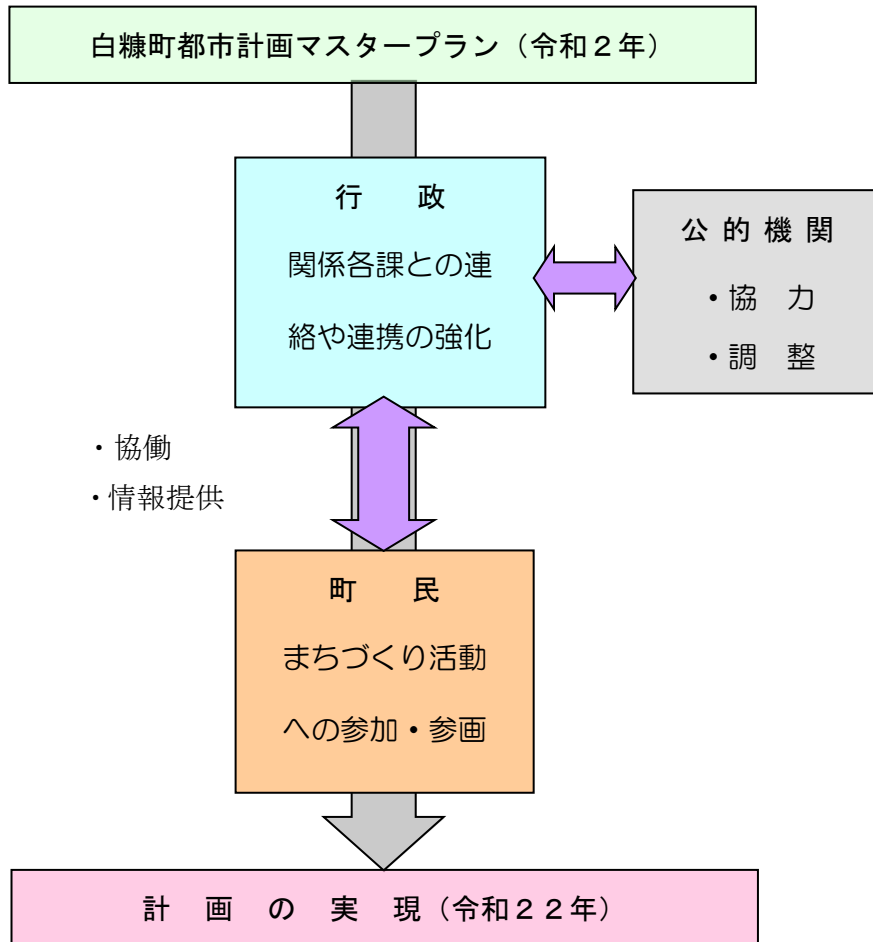 白糠町都市計画マスタープラン（令和２年）
行　政
関係各課との連
絡や連携の強化
公 的 機 関
・協　力
・調　整
・協働
・情報提供
町　民
まちづくり活動
への参加・参画
計　画　の　実　現（令和２２年）